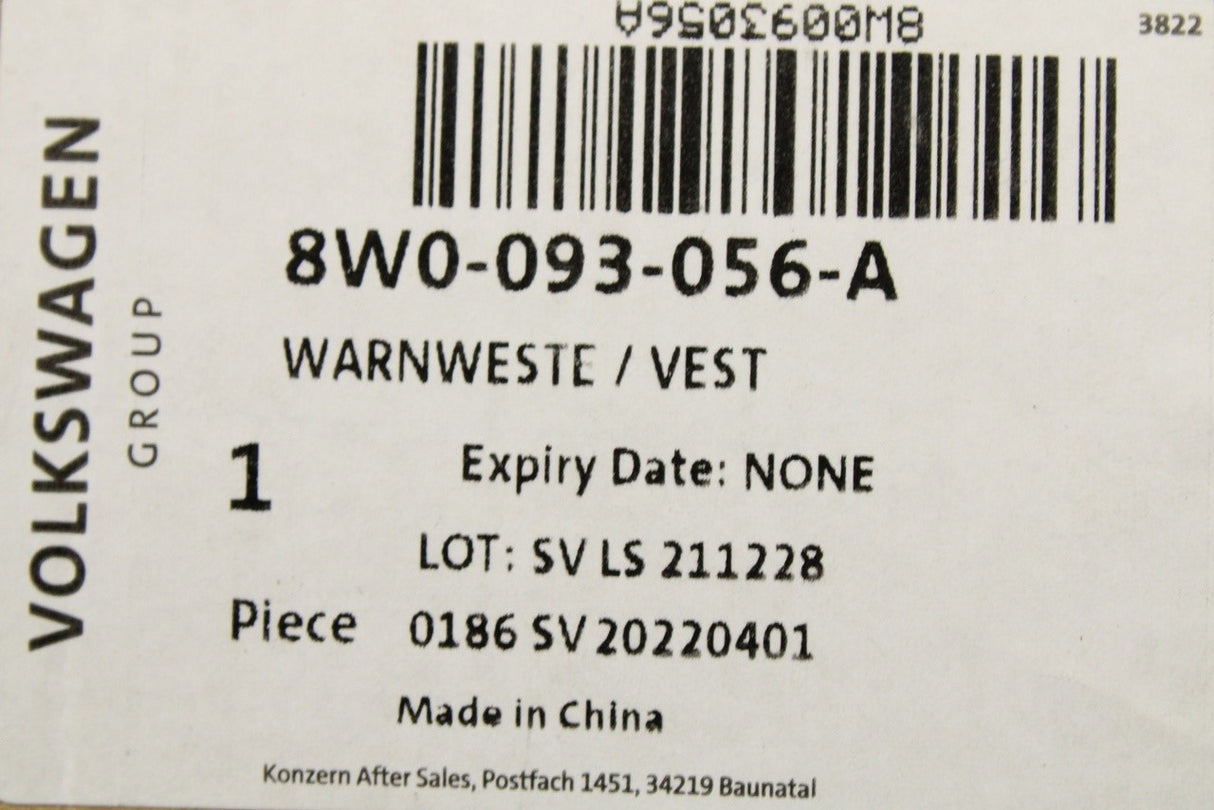 8W0093056A
3822
8W0-093-056-A
WARNWESTE / VEST
1
Expiry Date: NONE
LOT: SV LS 211228
Piece
0186 SV 20220401
Made in China
Konzern After Sales, Postfach 1451, 34219 Baunatal
VOLKSWAGEN
GROUP